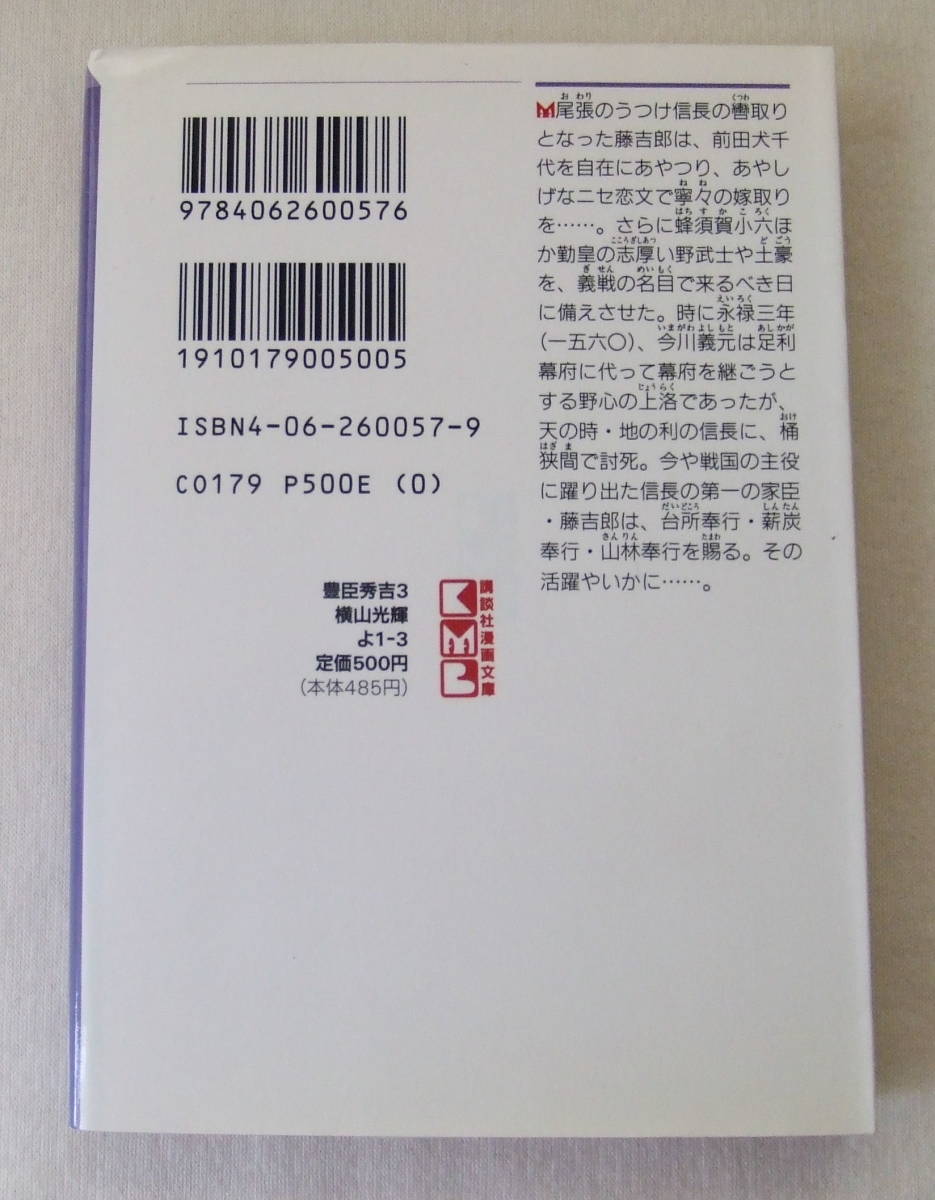 9784062600576
1910179005005
ISBN4-06-260057-9
C0179 P500E (0)
尾張のうつけ信長の轡取り
となった藤吉郎は、前田犬千
代を自在にあやつり、あやし
げなニセ恋文で寧々の嫁取り
を……。さらに蜂須賀小六ほ
か勤皇の志厚い野武士や土豪
を、義戦の名目で来るべき日
に備えさせた。時に永禄三年
(一五六〇)、今川義元は足利
幕府に代って幕府を継ごうと
する野心の上洛であったが、
天の時・地の利の信長に、桶
狭間で討死。今や戦国の主役
に躍り出た信長の第一の家臣
・藤吉郎は、台所奉行・薪炭
奉行・山林奉行を賜る。その
活躍やいかに……。
豊臣秀吉3
横山光輝
よ1-3
定価500円
(本体485円)
講談社漫画文庫